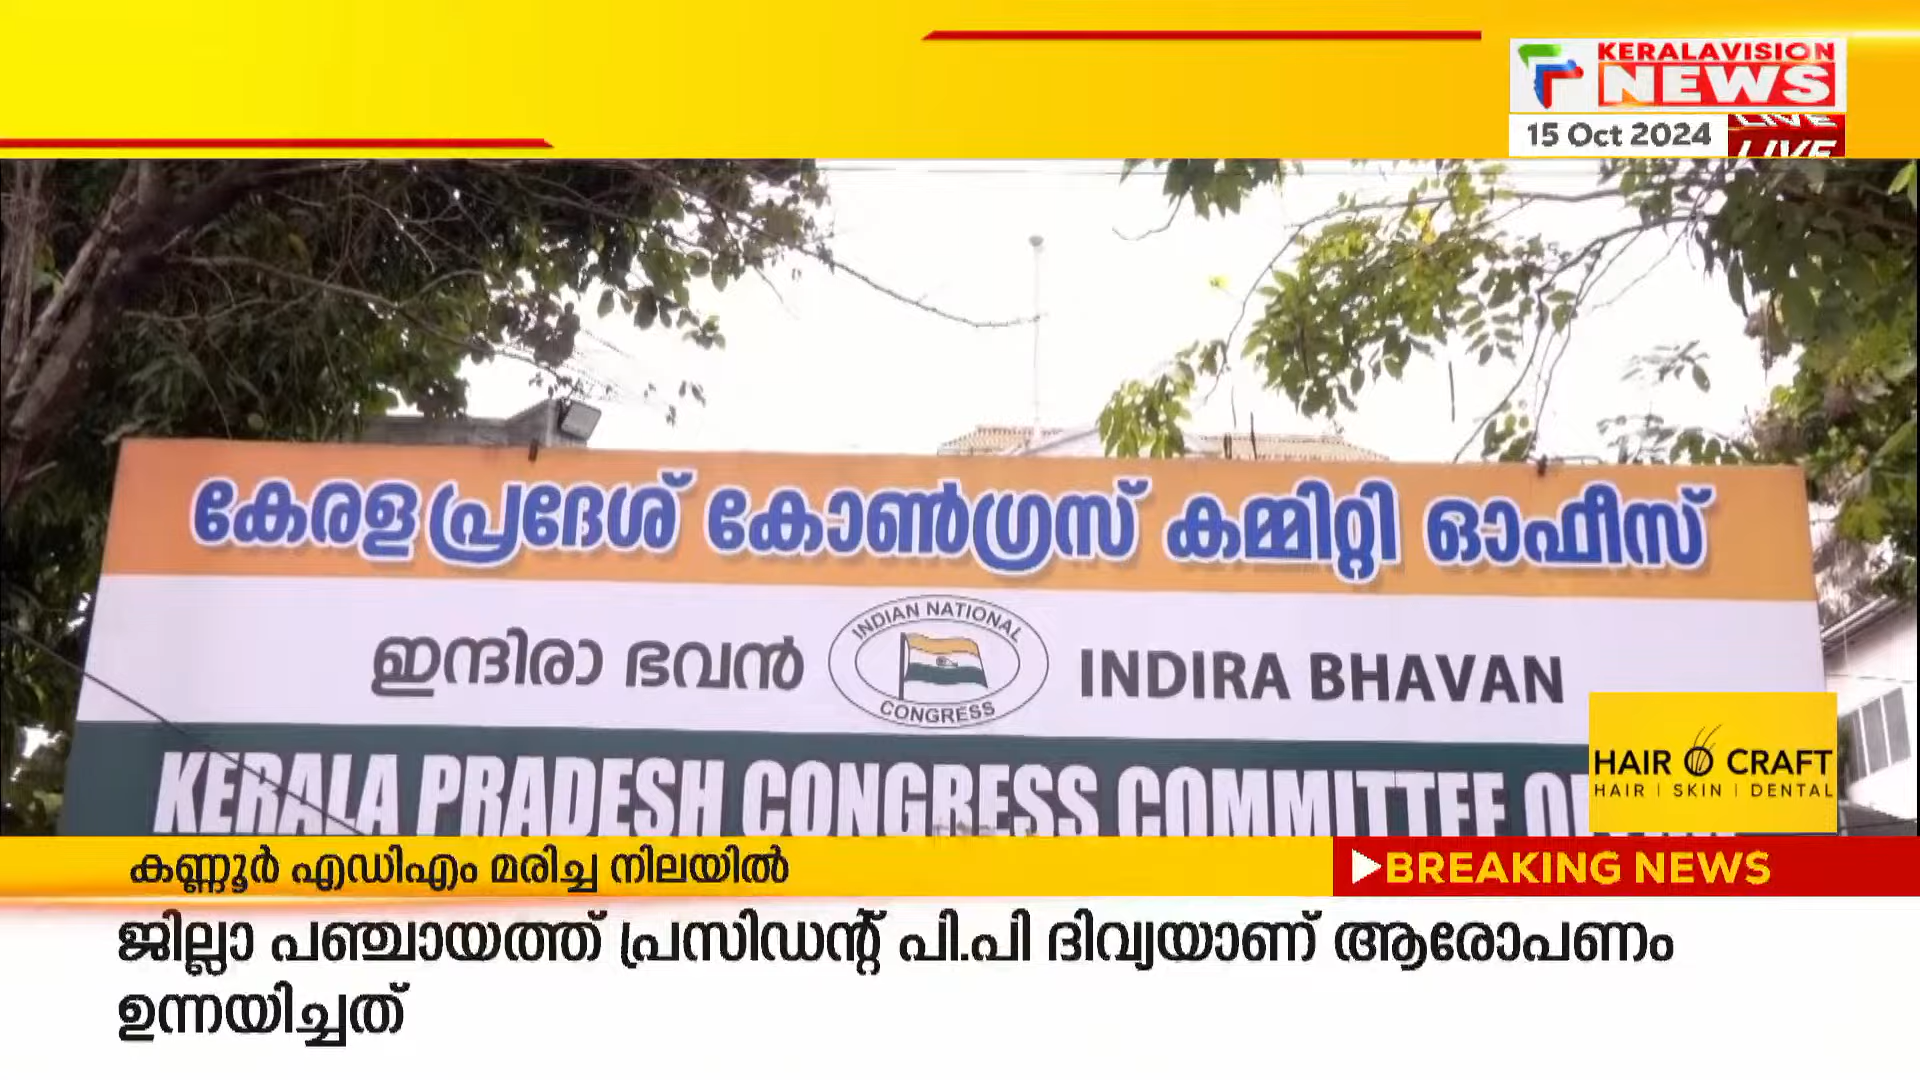 KERALAVISION
NEWS
15 Oct 2024
LIVE
LIVE
കേരള പ്രദേശ് കോൺഗ്രസ് കമ്മിറ്റി ഓഫീസ്
ഇന്ദിരാ ഭവൻ
INDIAN NATIONAL
CONGRESS
INDIRA BHAVAN
KERALA PRADESH CONGRESS COMMITTEE
HAIR O CRAFT
HAIR | SKIN | DENTAL
കണ്ണൂർ എഡിഎം മരിച്ച നിലയിൽ
BREAKING NEWS
ജില്ലാ പഞ്ചായത്ത് പ്രസിഡന്റ് പി.പി ദിവ്യയാണ് ആരോപണം
ഉന്നയിച്ചത്